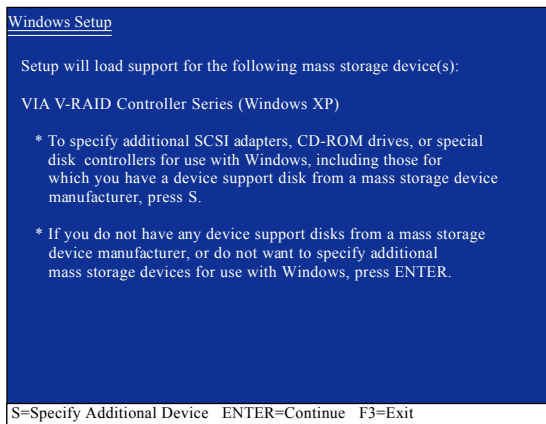 Windows Setup
Setup will load support for the following mass storage device(s):
VIA V-RAID Controller Series (Windows XP)
* To specify additional SCSI adapters, CD-ROM drives, or special
disk controllers for use with Windows, including those for
which you have a device support disk from a mass storage device
manufacturer, press S.
* If you do not have any device support disks from a mass storage
device manufacturer, or do not want to specify additional
mass storage devices for use with Windows, press ENTER.
S=Specify Additional Device ENTER=Continue F3=Exit